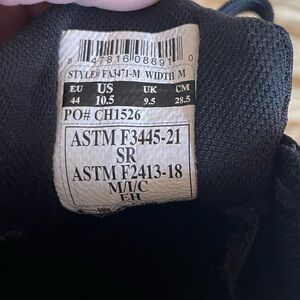 8 47816 08891 0
STYLE# FA3471-M WIDTH M
EU US UK CM
44 10.5 9.5 28.5
PO# CH1526
ASTM F3445-21
SR
ASTM F2413-18
M/I/C
EH